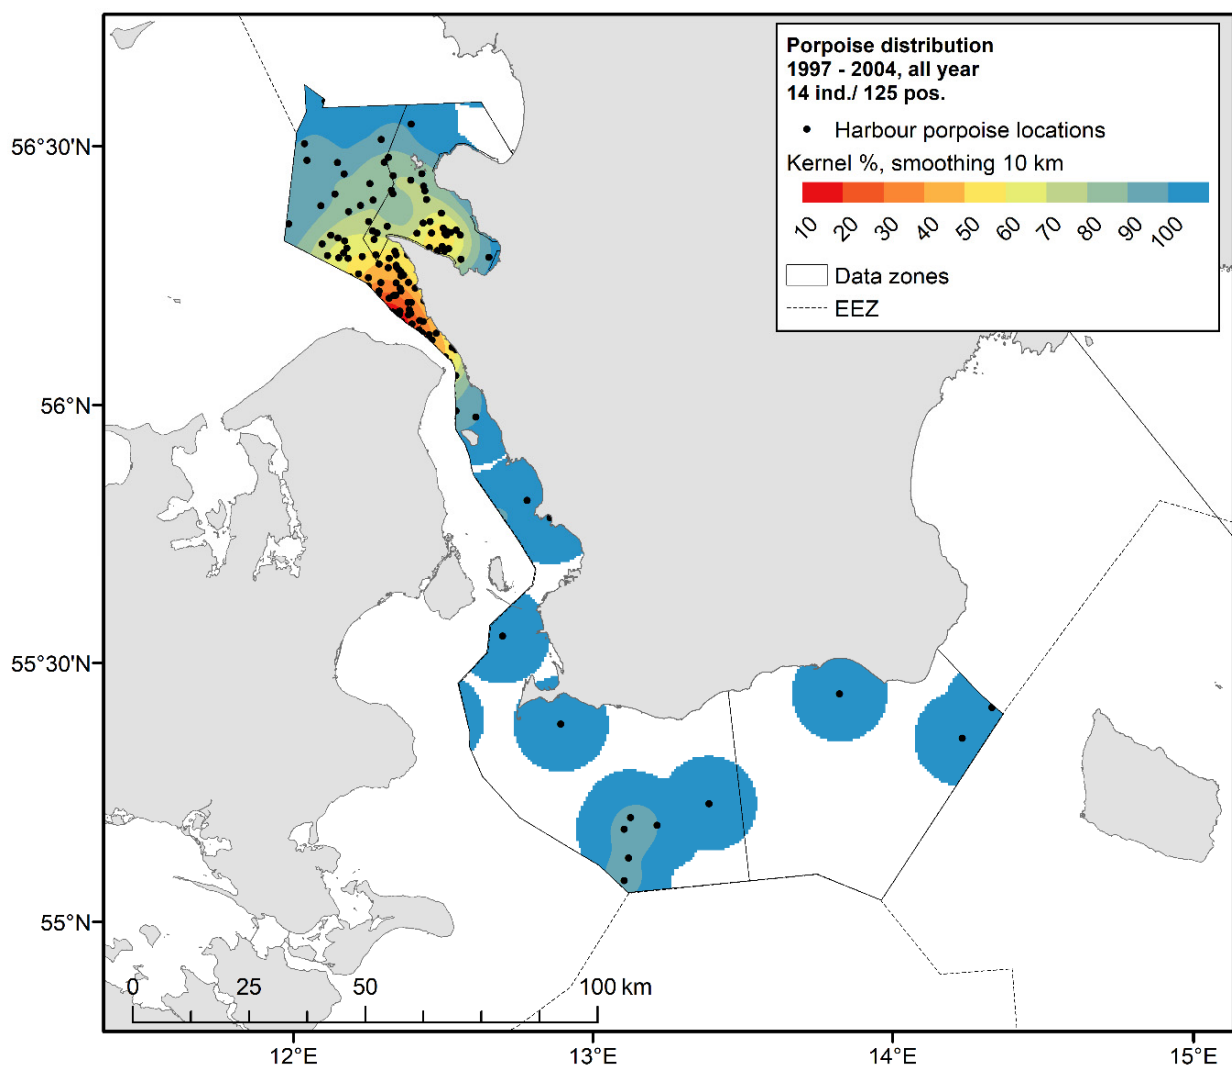 Porpoise distribution
1997 - 2004, all year
14 ind./ 125 pos.
Harbour porpoise locations
Kernel %, smoothing 10 km
10 20 30 40 50 60 70 80 90 100
Data zones
EEZ
56°30'N
56°N
55°30'N
55°N
0 25 50 100 km
12°E 13°E 14°E 15°E